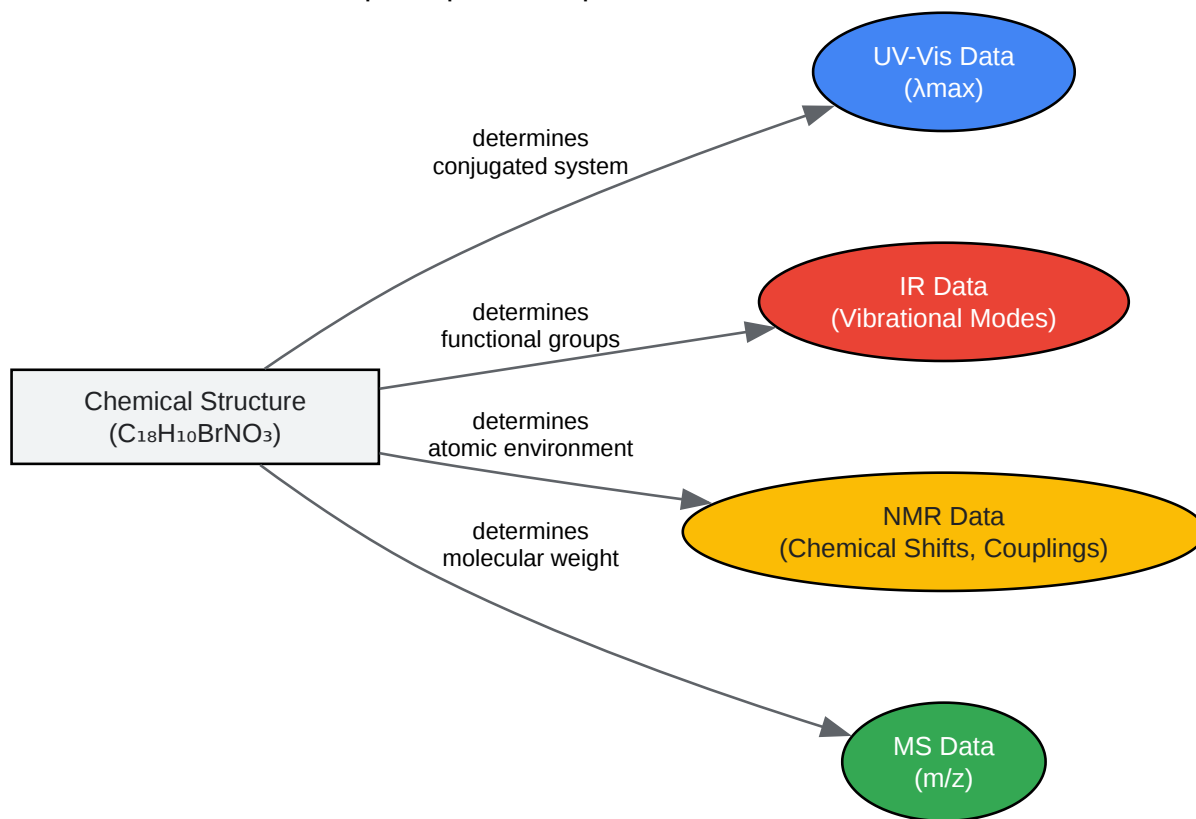 UV-Vis Data
(λmax)
determines
conjugated system
IR Data
(Vibrational Modes)
determines
functional groups
Chemical Structure
(C₁₈H₁₀BrNO₃)
determines
atomic environment
NMR Data
(Chemical Shifts, Couplings)
determines
molecular weight
MS Data
(m/z)